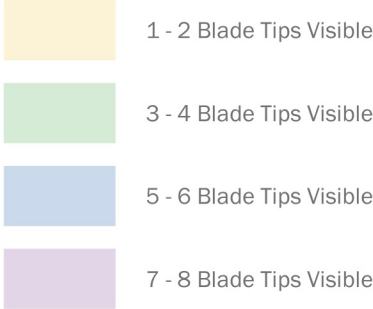 1 - 2 Blade Tips Visible
3 - 4 Blade Tips Visible
5 - 6 Blade Tips Visible
7 - 8 Blade Tips Visible